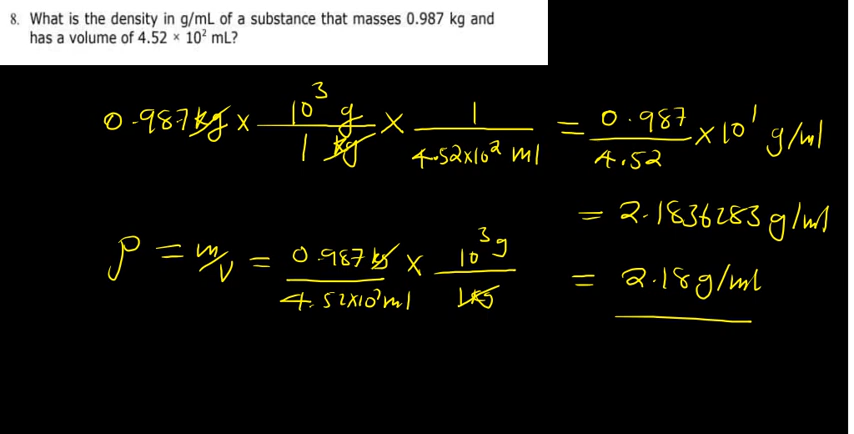 8. What is the density in g/mL of a substance that masses 0.987 kg and
has a volume of 4.52 × 10² mL?
0.987 kg × 10³ g / 1 kg × 1 / 4.52×10² ml = 0.987 / 4.52 × 10¹ g/ml
= 2.1836283 g/ml
ρ = m/v = 0.987 kg / 4.52×10² ml × 10³ g / 1 kg
= 2.18 g/ml